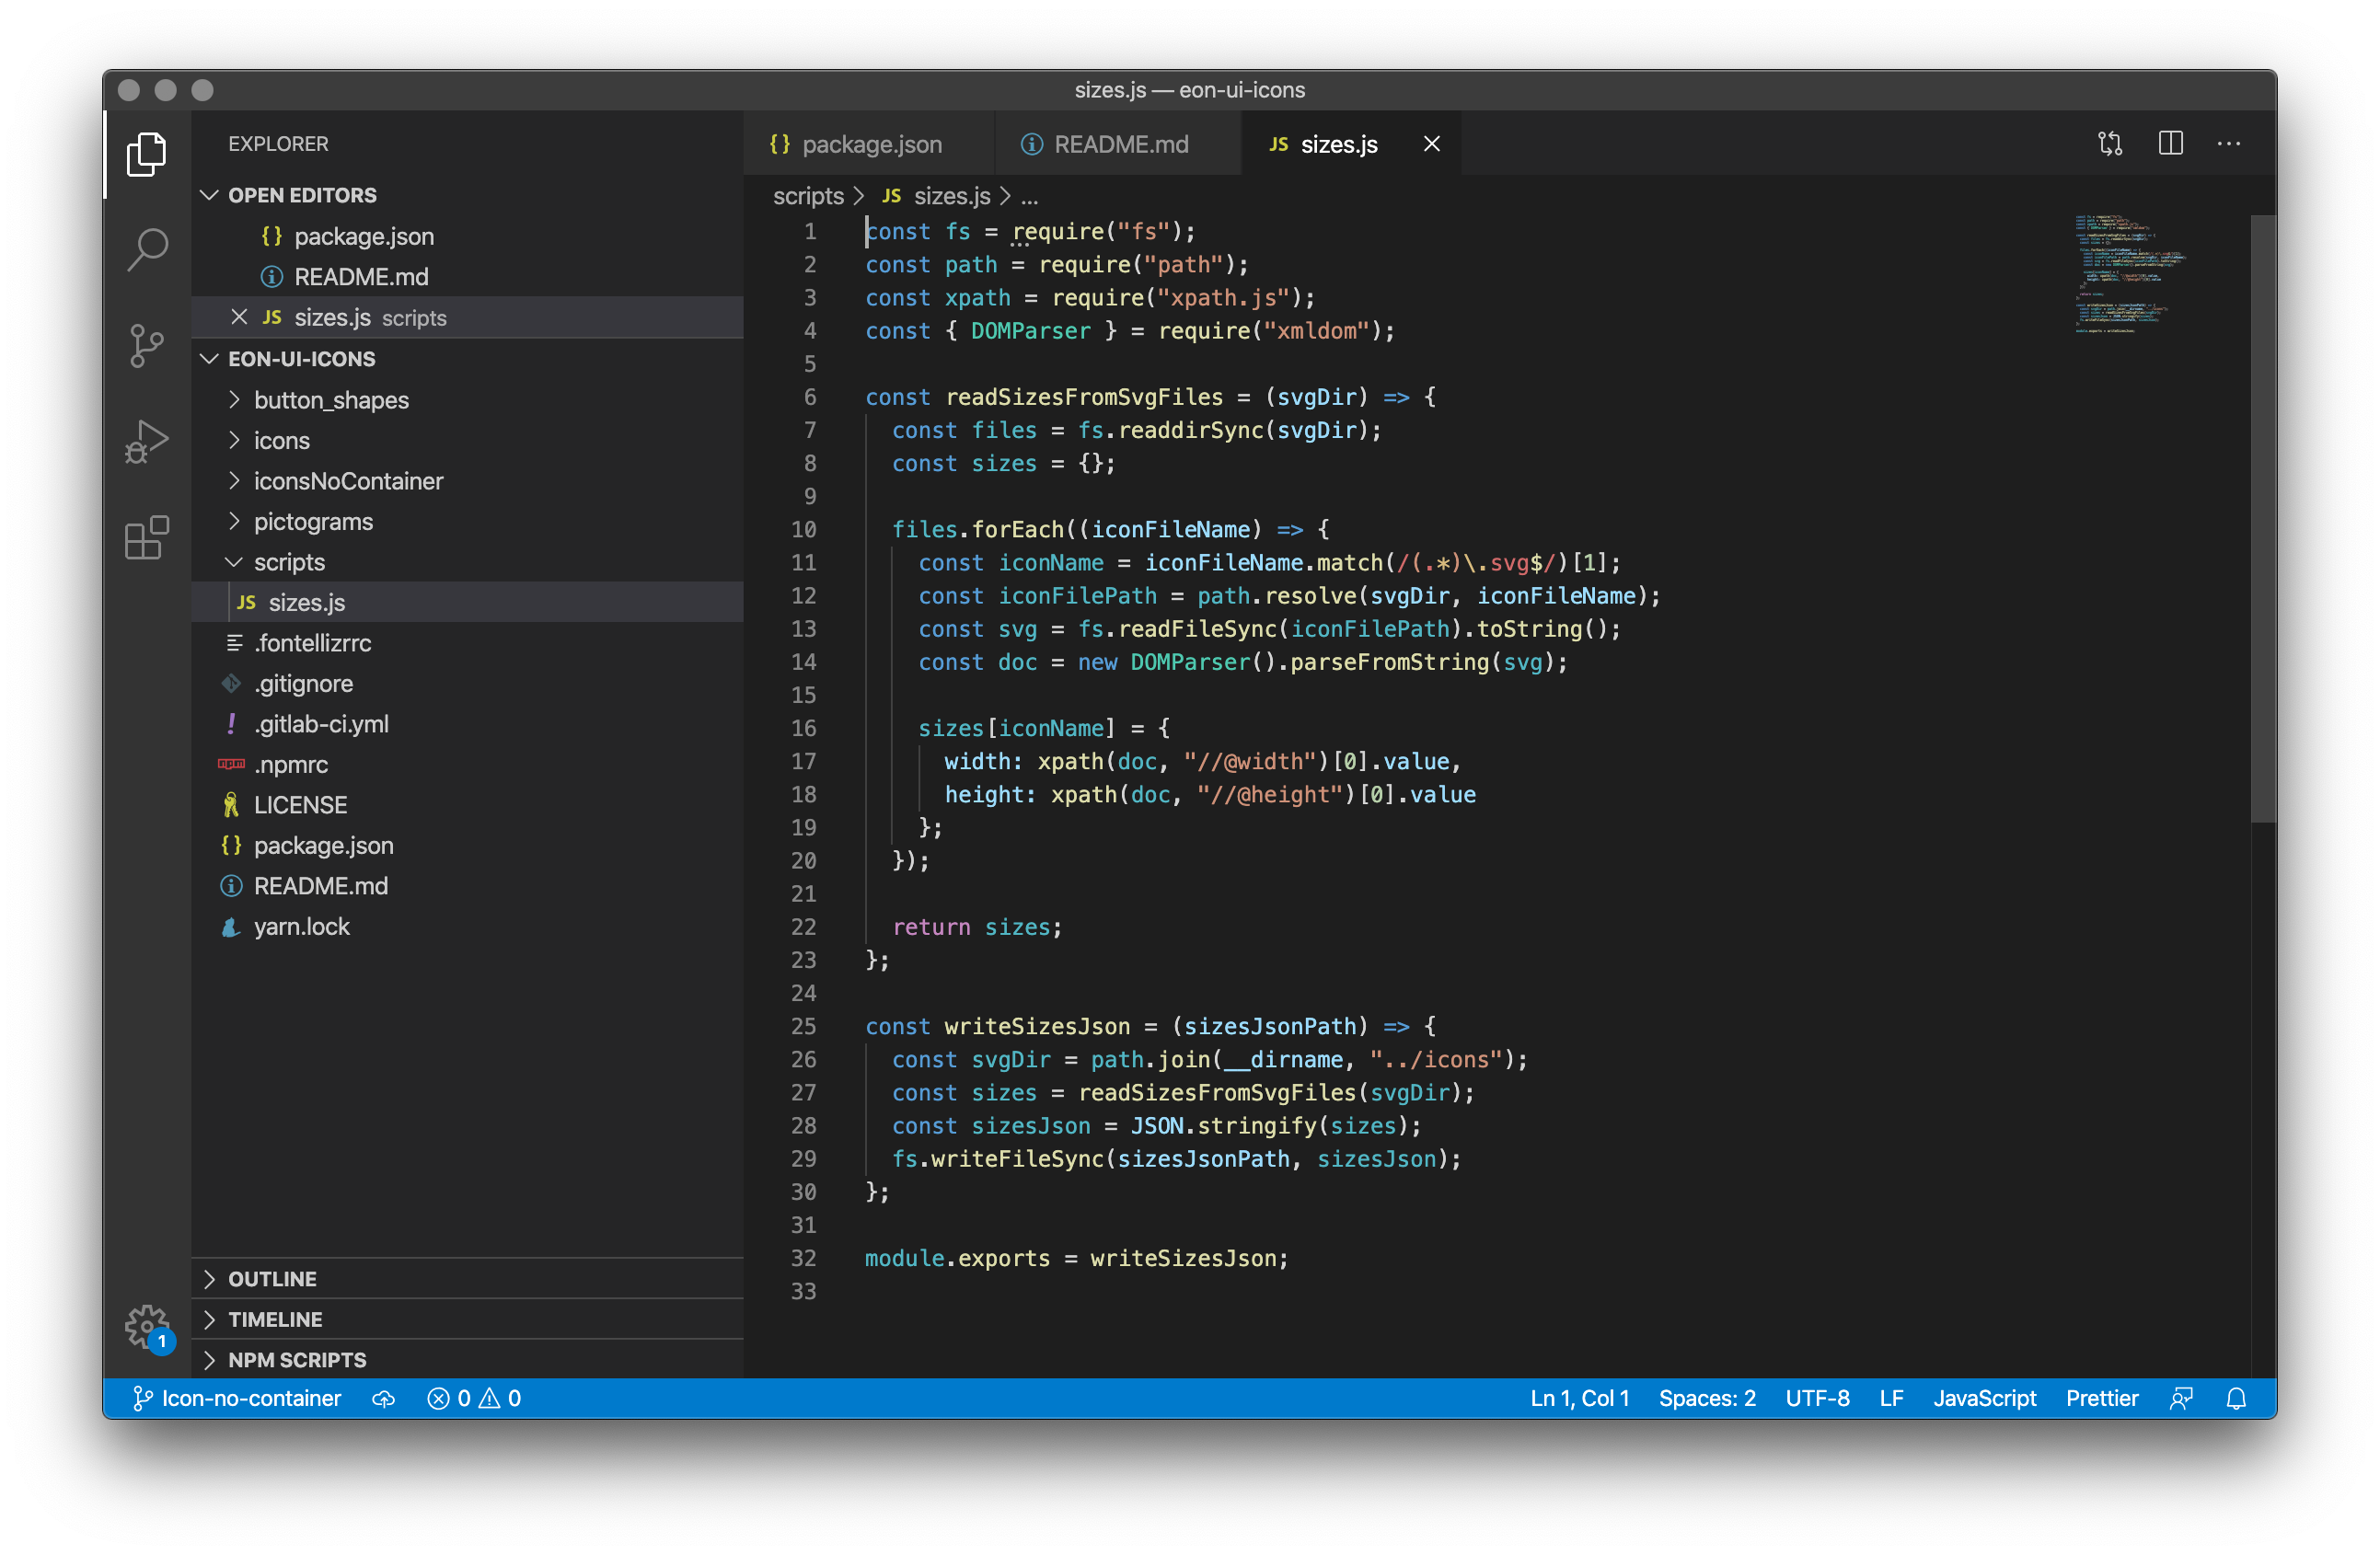 sizes.js — eon-ui-icons
EXPLORER
OPEN EDITORS
{} package.json
README.md
JS sizes.js scripts
EON-UI-ICONS
button_shapes
icons
iconsNoContainer
pictograms
scripts
JS sizes.js
.fontellizrrc
.gitignore
.gitlab-ci.yml
.npmrc
LICENSE
{} package.json
README.md
yarn.lock
OUTLINE
TIMELINE
NPM SCRIPTS
{} package.json README.md JS sizes.js
scripts > JS sizes.js > ...
1 const fs = require("fs");
2 const path = require("path");
3 const xpath = require("xpath.js");
4 const { DOMParser } = require("xmldom");
5
6 const readSizesFromSvgFiles = (svgDir) => {
7   const files = fs.readdirSync(svgDir);
8   const sizes = {};
9
10   files.forEach((iconFileName) => {
11     const iconName = iconFileName.match(/(.*)\.svg$/)[1];
12     const iconFilePath = path.resolve(svgDir, iconFileName);
13     const svg = fs.readFileSync(iconFilePath).toString();
14     const doc = new DOMParser().parseFromString(svg);
15
16     sizes[iconName] = {
17       width: xpath(doc, "//@width")[0].value,
18       height: xpath(doc, "//@height")[0].value
19     };
20   });
21
22   return sizes;
23 };
24
25 const writeSizesJson = (sizesJsonPath) => {
26   const svgDir = path.join(__dirname, "../icons");
27   const sizes = readSizesFromSvgFiles(svgDir);
28   const sizesJson = JSON.stringify(sizes);
29   fs.writeFileSync(sizesJsonPath, sizesJson);
30 };
31
32 module.exports = writeSizesJson;
33
1
Icon-no-container 0 0 Ln 1, Col 1 Spaces: 2 UTF-8 LF JavaScript Prettier